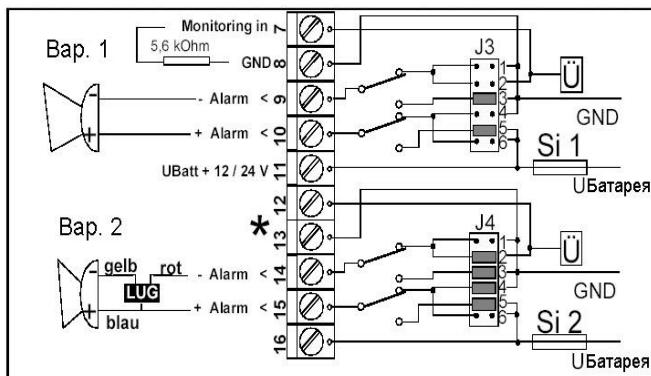 Monitoring in 7
Вар. 1
5,6 kOhm
GND 8
J3
1
2
3
4
5
6
Ü
GND
- - Alarm < 9
+ + Alarm < 10
UBatt + 12 / 24 V 11
Si 1
UБатарея
12
*
13
Вар. 2
J4
1
2
3
4
5
6
Ü
GND
gelb rot
- - Alarm < 14
LUG
+ + Alarm < 15
blau
16
Si 2
UБатарея